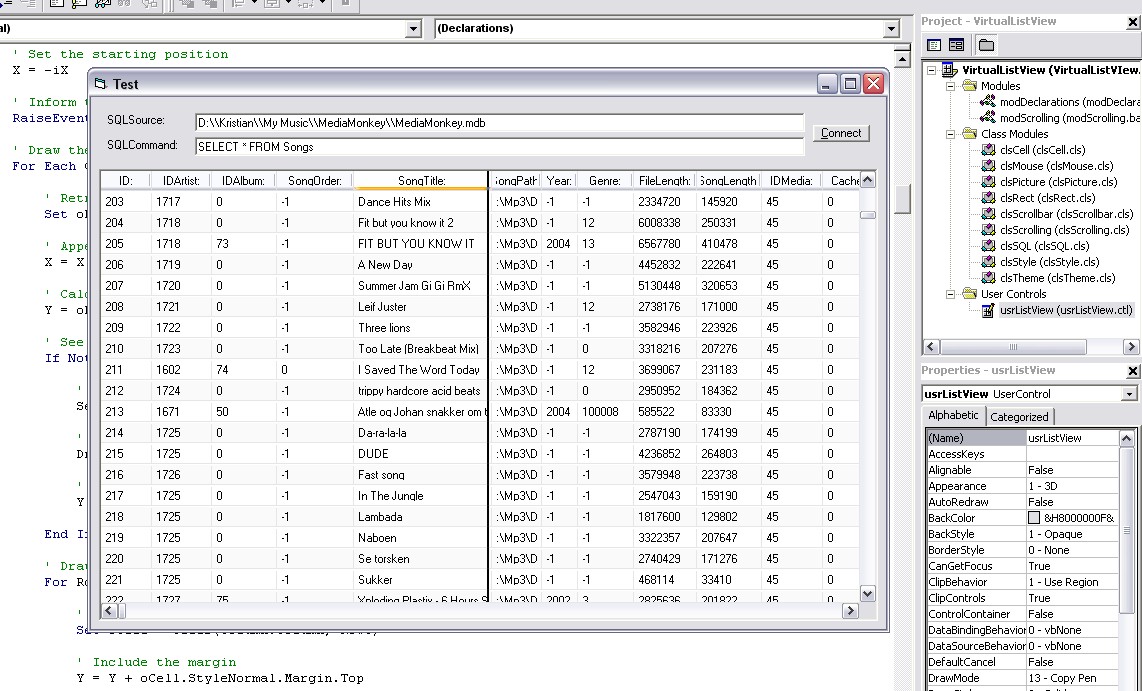 al) (Declarations)
' Set the starting position
X = -iX
' Inform t
RaiseEvent
' Draw the
For Each
' Retr
Set o
' Appe
X = X
' Calc
Y = o
' See
If Not
'
Se
'
Dr
'
Y
End If
' Draw
For Ro
'
' Include the margin
Y = Y + oCell.StyleNormal.Margin.Top
Test
SQLSource: D:\\Kristian\\My Music\\MediaMonkey\\MediaMonkey.mdb
SQLCommand: SELECT * FROM Songs
Connect
ID: IDArtist: IDAlbum: SongOrder: SongTitle: SongPath Year: Genre: FileLength: SongLength IDMedia: Cache
203 1717 0 -1 Dance Hits Mix :\Mp3\D -1 -1 2334720 145920 45 0
204 1718 0 -1 Fit but you know it 2 :\Mp3\D -1 12 6008338 250331 45 0
205 1718 73 -1 FIT BUT YOU KNOW IT :\Mp3\D 2004 13 6567780 410478 45 0
206 1719 0 -1 A New Day :\Mp3\D -1 -1 4452832 222641 45 0
207 1720 0 -1 Summer Jam Gi Gi RmX :\Mp3\D -1 -1 5130448 320653 45 0
208 1721 0 -1 Leif Juster :\Mp3\D -1 12 2738176 171000 45 0
209 1722 0 -1 Three lions :\Mp3\D -1 -1 3582946 223926 45 0
210 1723 0 -1 Too Late (Breakbeat Mix) :\Mp3\D -1 0 3318216 207276 45 0
211 1602 74 0 I Saved The Word Today :\Mp3\D -1 12 3699067 231183 45 0
212 1724 0 -1 trippy hardcore acid beats :\Mp3\D -1 0 2950952 184362 45 0
213 1671 50 -1 Atle og Johan snakker om t :\Mp3\D 2004 100008 585522 83330 45 0
214 1725 0 -1 Da-ra-la-la :\Mp3\D -1 -1 2787190 174199 45 0
215 1725 0 -1 DUDE :\Mp3\D -1 -1 4236852 264803 45 0
216 1726 0 -1 Fast song :\Mp3\D -1 -1 3579948 223738 45 0
217 1725 0 -1 In The Jungle :\Mp3\D -1 -1 2547043 159190 45 0
218 1725 0 -1 Lambada :\Mp3\D -1 -1 1817600 129802 45 0
219 1725 0 -1 Naboen :\Mp3\D -1 -1 3322357 207647 45 0
220 1725 0 -1 Se torsken :\Mp3\D -1 -1 2740429 171276 45 0
221 1725 0 -1 Sukker :\Mp3\D -1 -1 468114 33410 45 0
222 1727 75 -1 Xploding Plastix - 6 Hours S :\Mp3\D 2002 3 2825636 201822 45 0
Project - VirtualListView
VirtualListView (VirtualListVIew.
Modules
modDeclarations (modDeclara
modScrolling (modScrolling.ba
Class Modules
clsCell (clsCell.cls)
clsMouse (clsMouse.cls)
clsPicture (clsPicture.cls)
clsRect (clsRect.cls)
clsScrollbar (clsScrollbar.cls)
clsScrolling (clsScrolling.cls)
clsSQL (clsSQL.cls)
clsStyle (clsStyle.cls)
clsTheme (clsTheme.cls)
User Controls
usrListView (usrListView.ctl)
Properties - usrListView
usrListView UserControl
Alphabetic Categorized
(Name) usrListView
AccessKeys
Alignable False
Appearance 1 - 3D
AutoRedraw False
BackColor &H8000000F&
BackStyle 1 - Opaque
BorderStyle 0 - None
CanGetFocus True
ClipBehavior 1 - Use Region
ClipControls True
ControlContainer False
DataBindingBehavior 0 - vbNone
DataSourceBehavior 0 - vbNone
DefaultCancel False
DrawMode 13 - Copy Pen